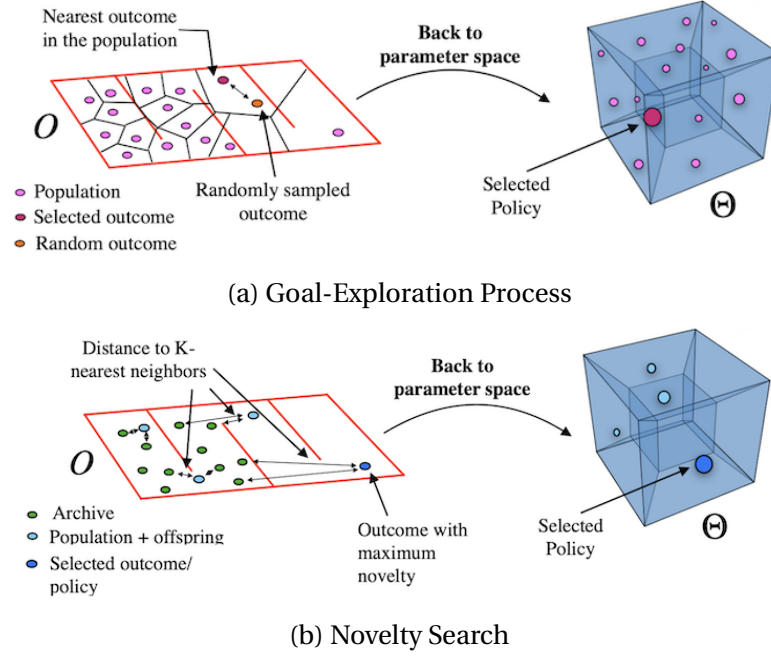 Nearest outcome
in the population
Back to
parameter space
O
Population
Selected outcome
Random outcome
Randomly sampled
outcome
Selected
Policy
Θ
(a) Goal-Exploration Process
Distance to K-
nearest neighbors
Back to
parameter space
O
Archive
Population + offspring
Selected outcome/
policy
Outcome with
maximum
novelty
Selected
Policy
Θ
(b) Novelty Search